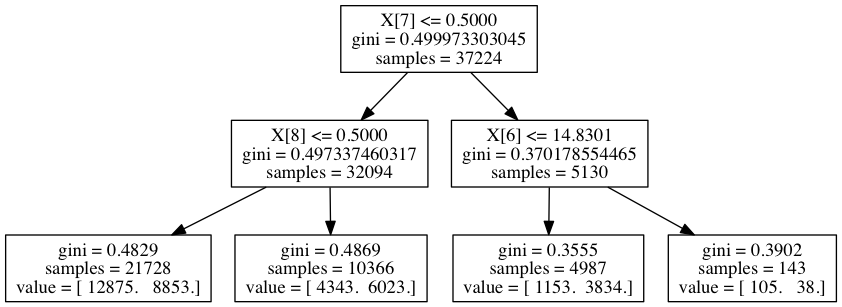 X[7] <= 0.5000
gini = 0.499973303045
samples = 37224
X[8] <= 0.5000
gini = 0.497337460317
samples = 32094
X[6] <= 14.8301
gini = 0.370178554465
samples = 5130
gini = 0.4829
samples = 21728
value = [ 12875.   8853.]
gini = 0.4869
samples = 10366
value = [ 4343.  6023.]
gini = 0.3555
samples = 4987
value = [ 1153.  3834.]
gini = 0.3902
samples = 143
value = [ 105.   38.]